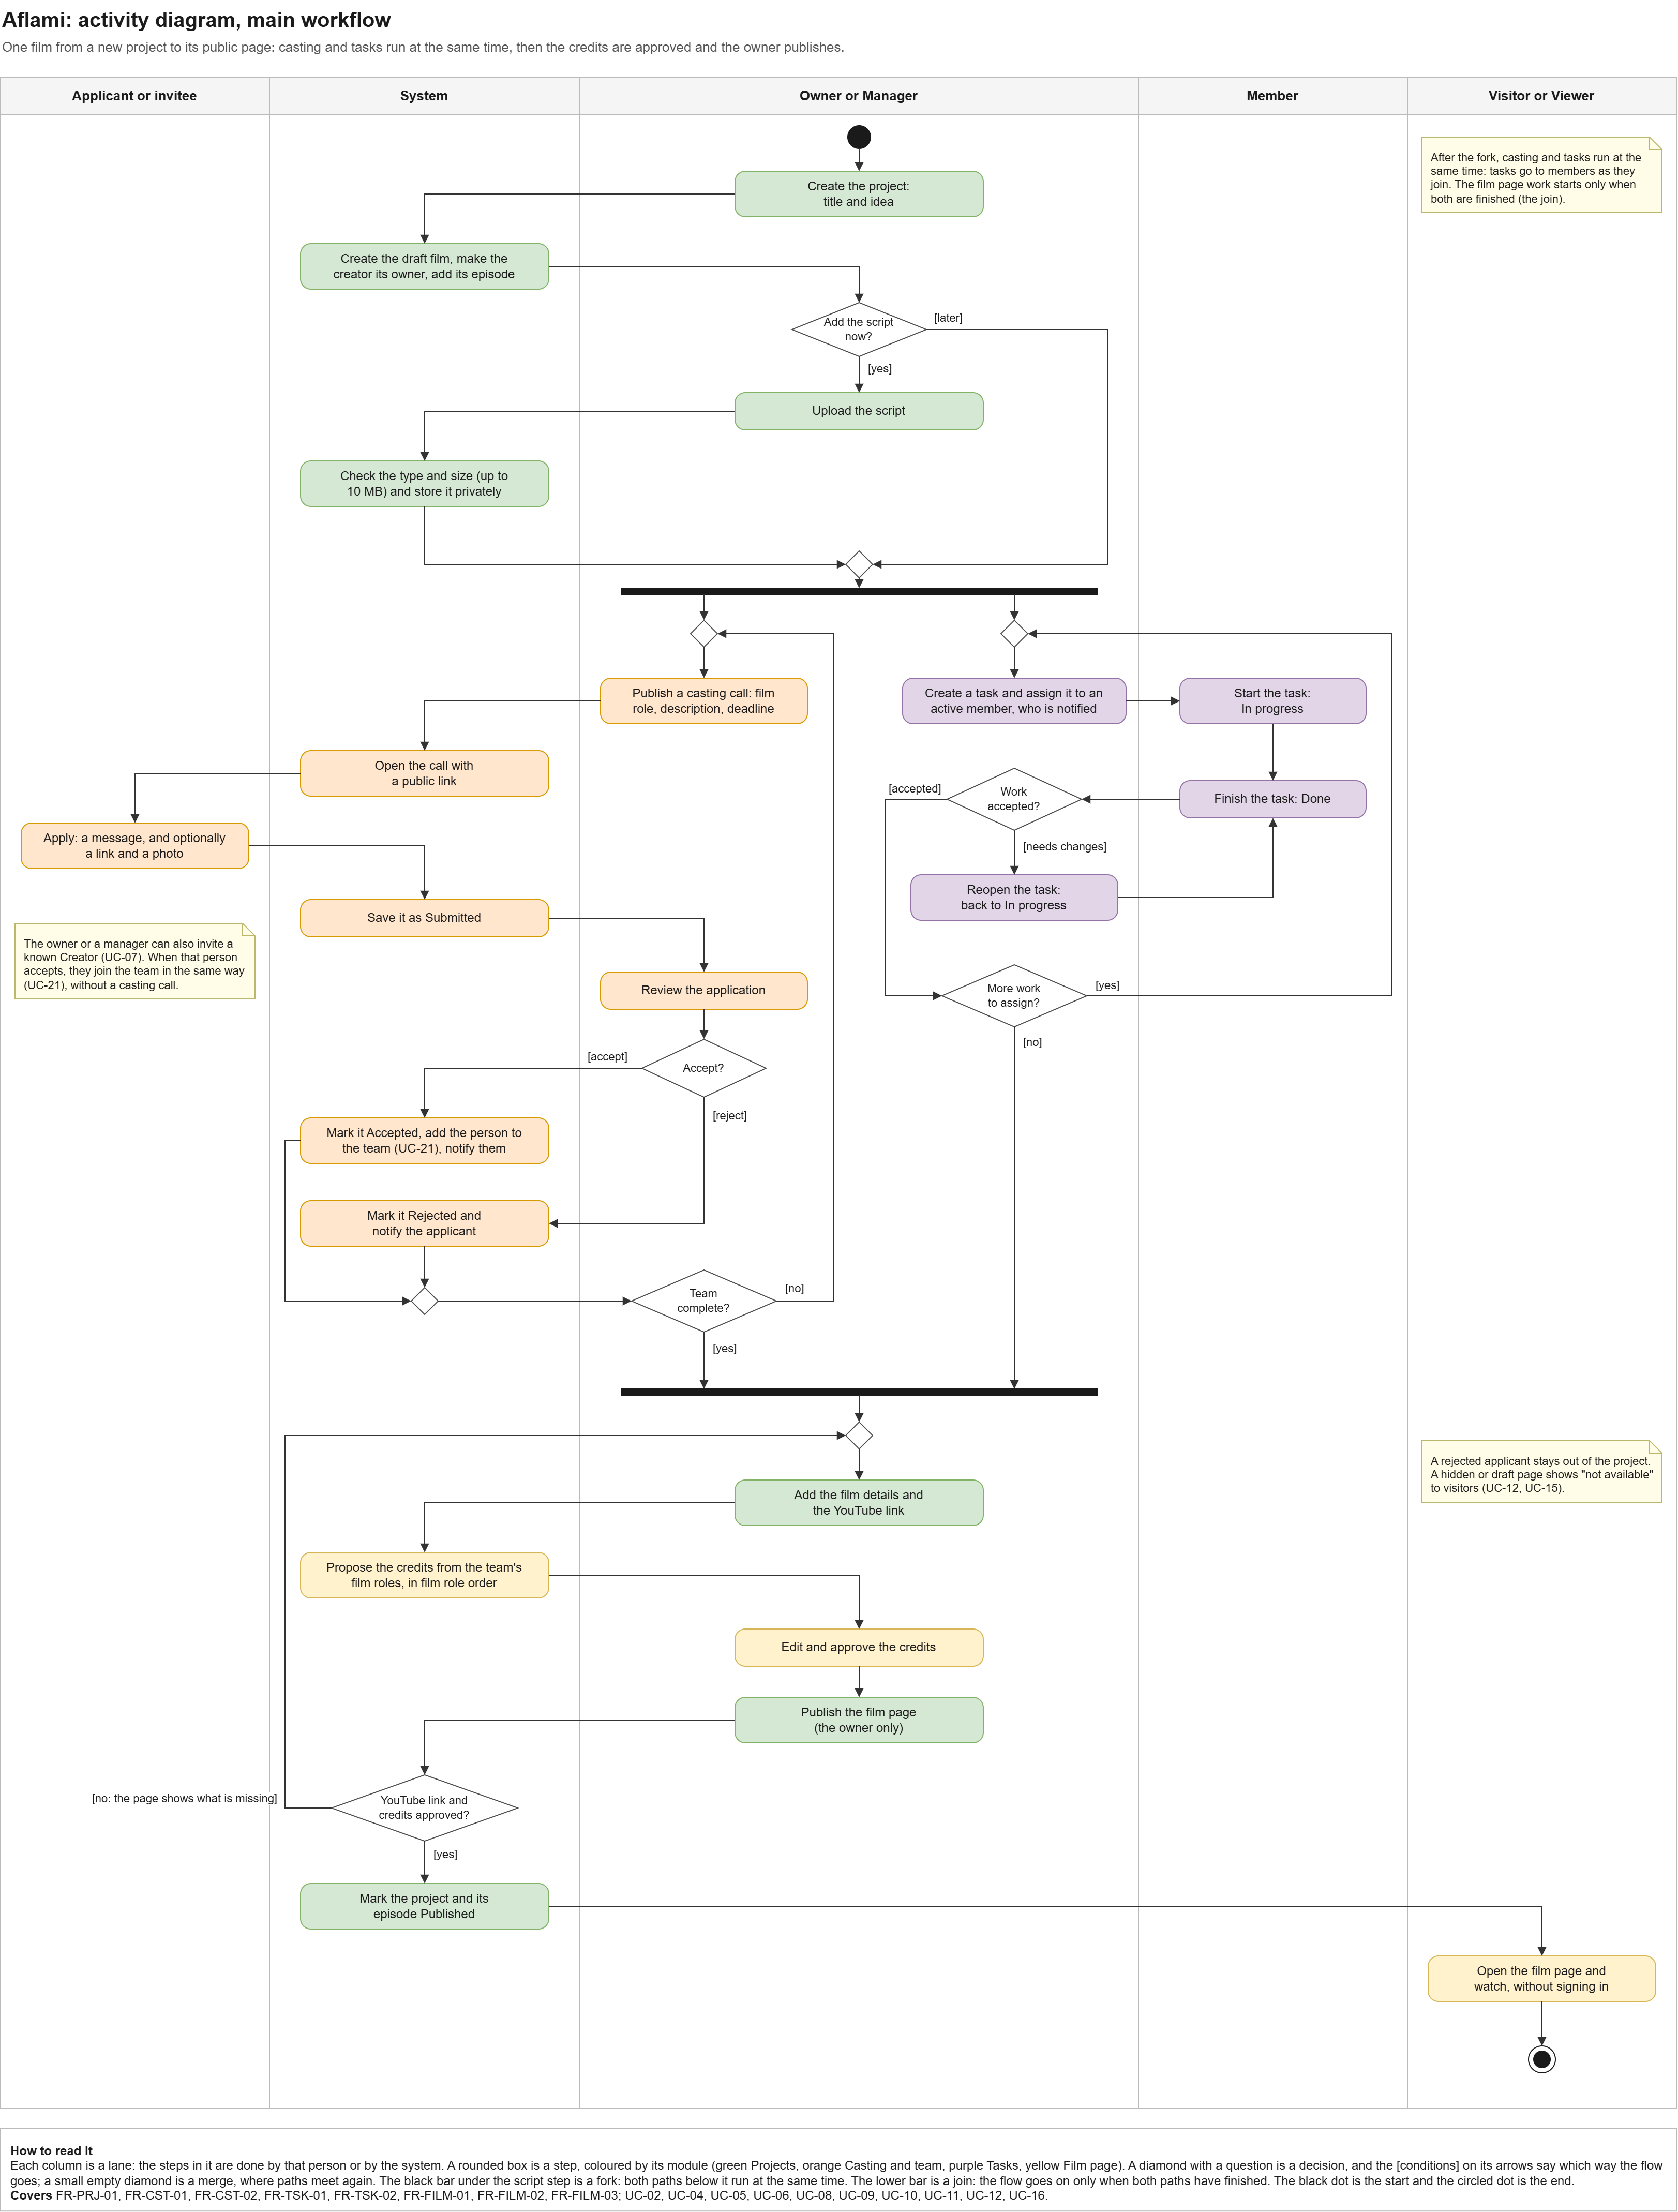 Aflami: activity diagram, main workflow
One film from a new project to its public page: casting and tasks run at the same time, then the credits are approved and the owner publishes.
Applicant or invitee
System
Owner or Manager
Member
Visitor or Viewer
After the fork, casting and tasks run at the
same time: tasks go to members as they
join. The film page work starts only when
both are finished (the join).
Create the project:
title and idea
Create the draft film, make the
creator its owner, add its episode
Add the script
now?
[later]
[yes]
Upload the script
Check the type and size (up to
10 MB) and store it privately
Publish a casting call: film
role, description, deadline
Create a task and assign it to an
active member, who is notified
Start the task:
In progress
Open the call with
a public link
[accepted]
Work
accepted?
Finish the task: Done
Apply: a message, and optionally
a link and a photo
[needs changes]
Reopen the task:
back to In progress
Save it as Submitted
The owner or a manager can also invite a
known Creator (UC-07). When that person
accepts, they join the team in the same way
(UC-21), without a casting call.
Review the application
More work
to assign?
[yes]
[no]
[accept]
Accept?
[reject]
Mark it Accepted, add the person to
the team (UC-21), notify them
Mark it Rejected and
notify the applicant
Team
complete?
[no]
[yes]
A rejected applicant stays out of the project.
A hidden or draft page shows "not available"
to visitors (UC-12, UC-15).
Add the film details and
the YouTube link
Propose the credits from the team's
film roles, in film role order
Edit and approve the credits
Publish the film page
(the owner only)
[no: the page shows what is missing]
YouTube link and
credits approved?
[yes]
Mark the project and its
episode Published
Open the film page and
watch, without signing in
How to read it
Each column is a lane: the steps in it are done by that person or by the system. A rounded box is a step, coloured by its module (green Projects, orange Casting and team, purple Tasks, yellow Film page). A diamond with a question is a decision, and the [conditions] on its arrows say which way the flow
goes; a small empty diamond is a merge, where paths meet again. The black bar under the script step is a fork: both paths below it run at the same time. The lower bar is a join: the flow goes on only when both paths have finished. The black dot is the start and the circled dot is the end.
Covers FR-PRJ-01, FR-CST-01, FR-CST-02, FR-TSK-01, FR-TSK-02, FR-FILM-01, FR-FILM-02, FR-FILM-03; UC-02, UC-04, UC-05, UC-06, UC-08, UC-09, UC-10, UC-11, UC-12, UC-16.